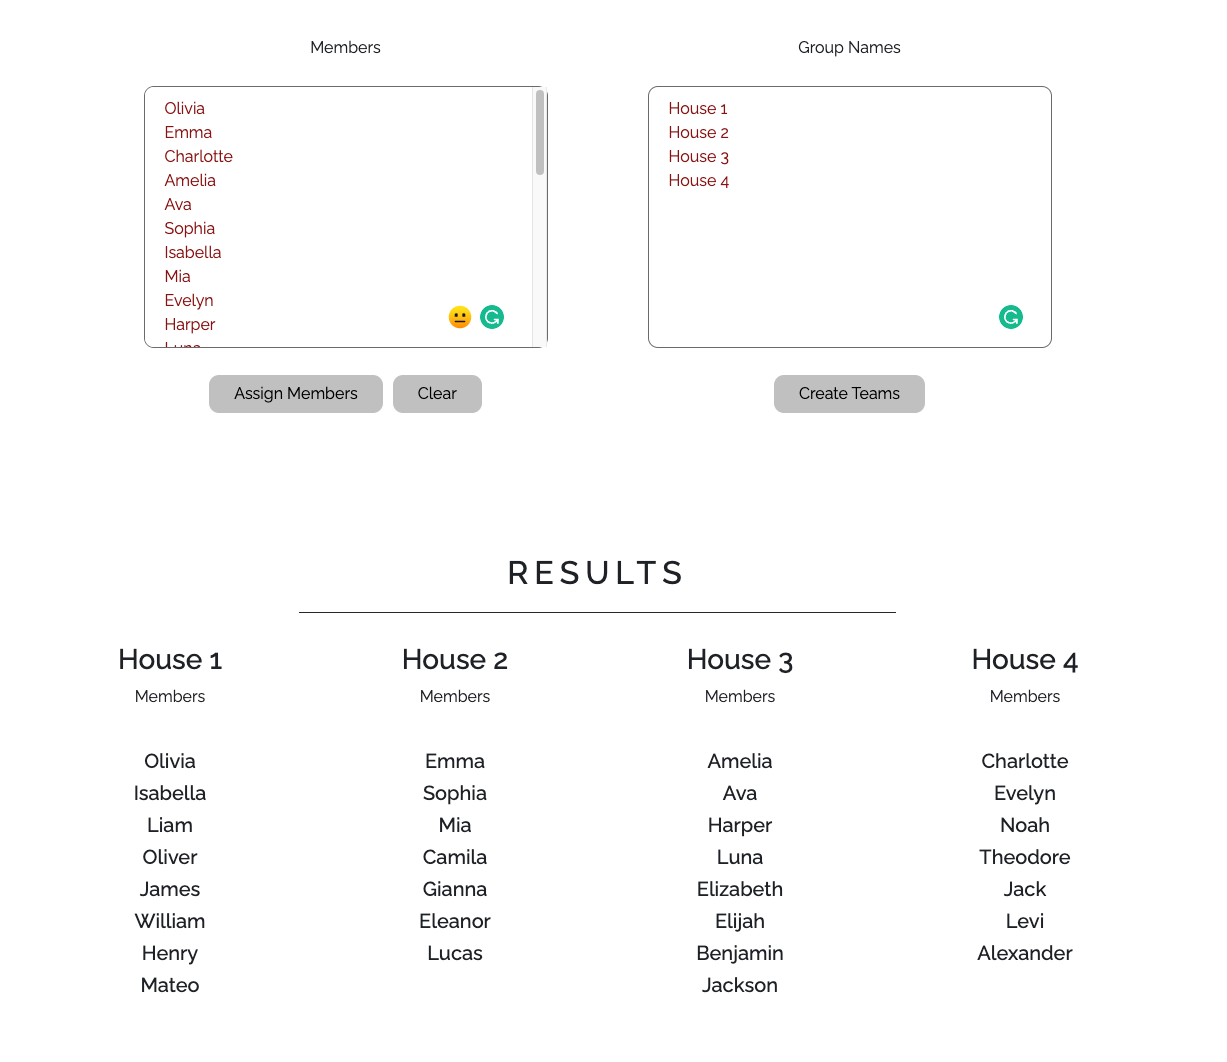 Members
Group Names
Olivia
Emma
Charlotte
Amelia
Ava
Sophia
Isabella
Mia
Evelyn
Harper
Luna
House 1
House 2
House 3
House 4
Assign Members
Clear
Create Teams
RESULTS
House 1
Members
Olivia
Isabella
Liam
Oliver
James
William
Henry
Mateo
House 2
Members
Emma
Sophia
Mia
Camila
Gianna
Eleanor
Lucas
House 3
Members
Amelia
Ava
Harper
Luna
Elizabeth
Elijah
Benjamin
Jackson
House 4
Members
Charlotte
Evelyn
Noah
Theodore
Jack
Levi
Alexander